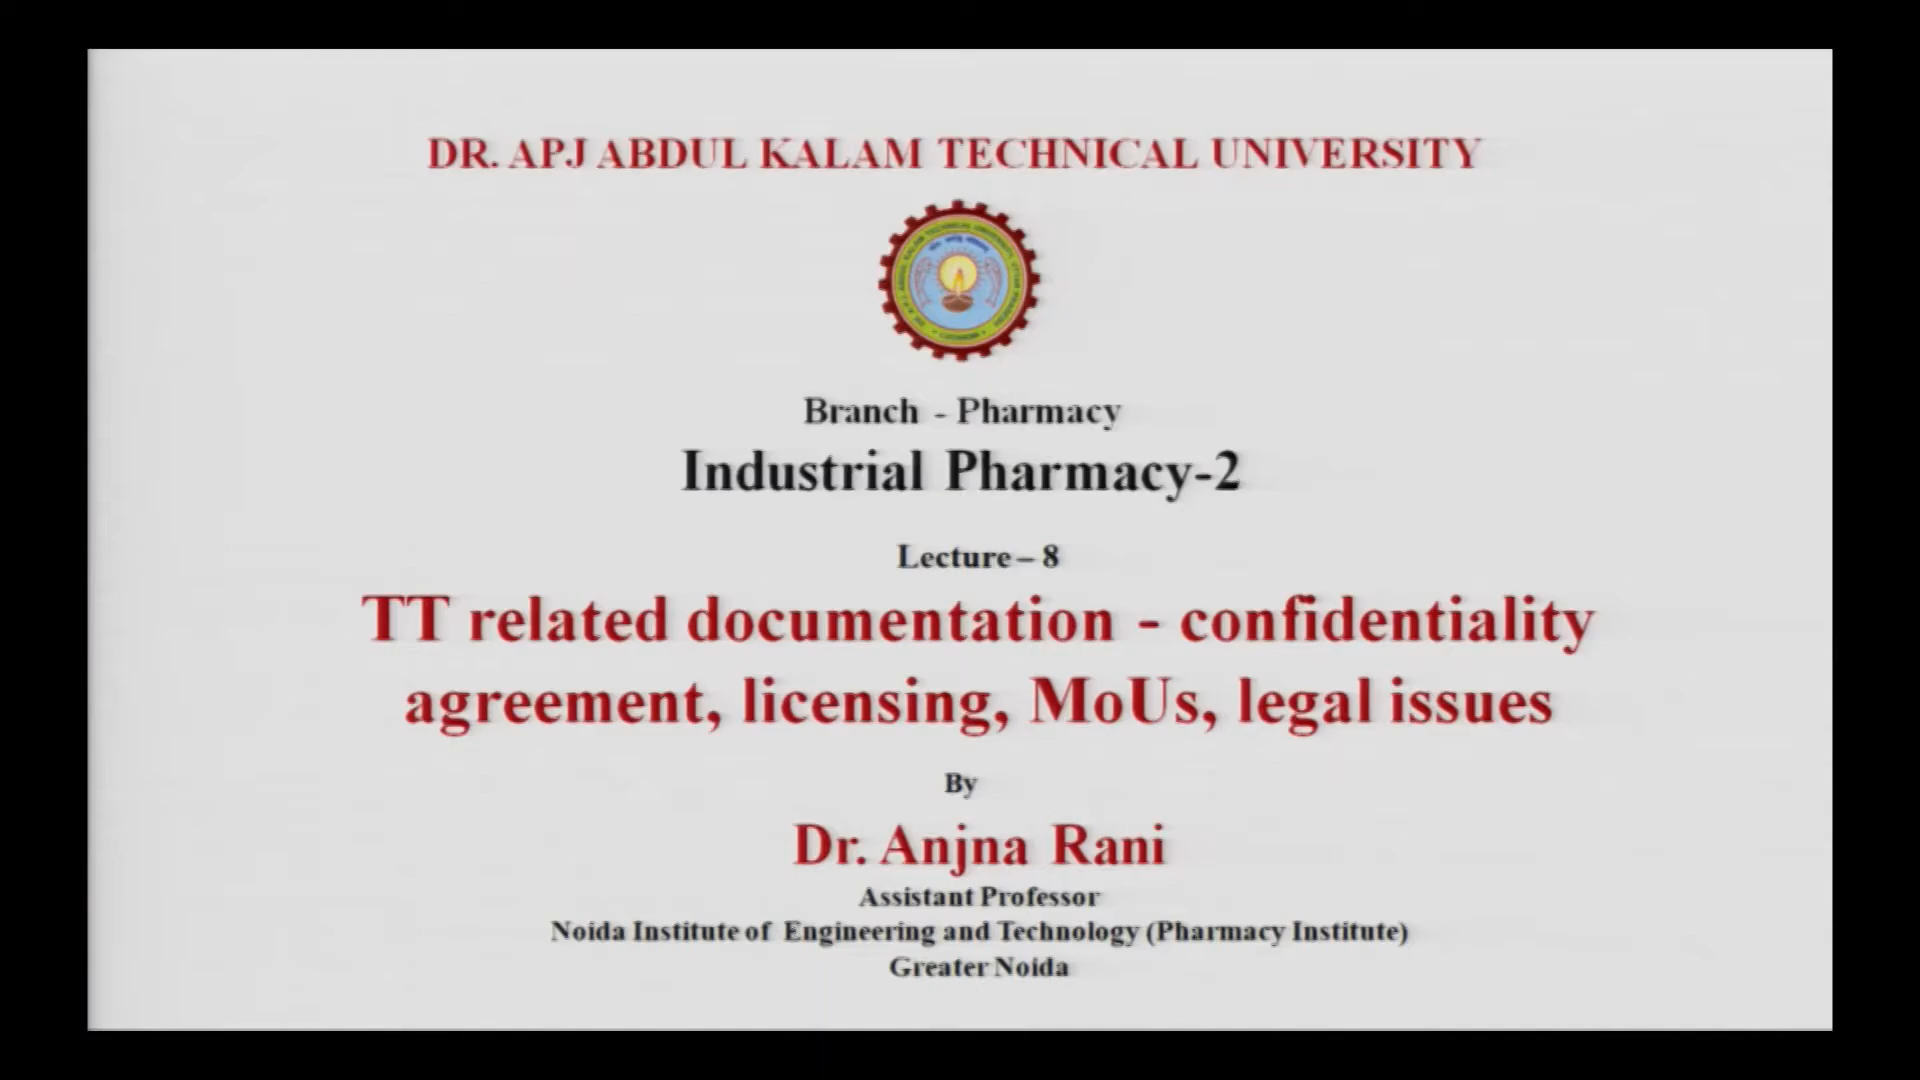 DR. APJ ABDUL KALAM TECHNICAL UNIVERSITY
Branch - Pharmacy
Industrial Pharmacy-2
Lecture – 8
TT related documentation - confidentiality
agreement, licensing, MoUs, legal issues
By
Dr. Anjna Rani
Assistant Professor
Noida Institute of Engineering and Technology (Pharmacy Institute)
Greater Noida